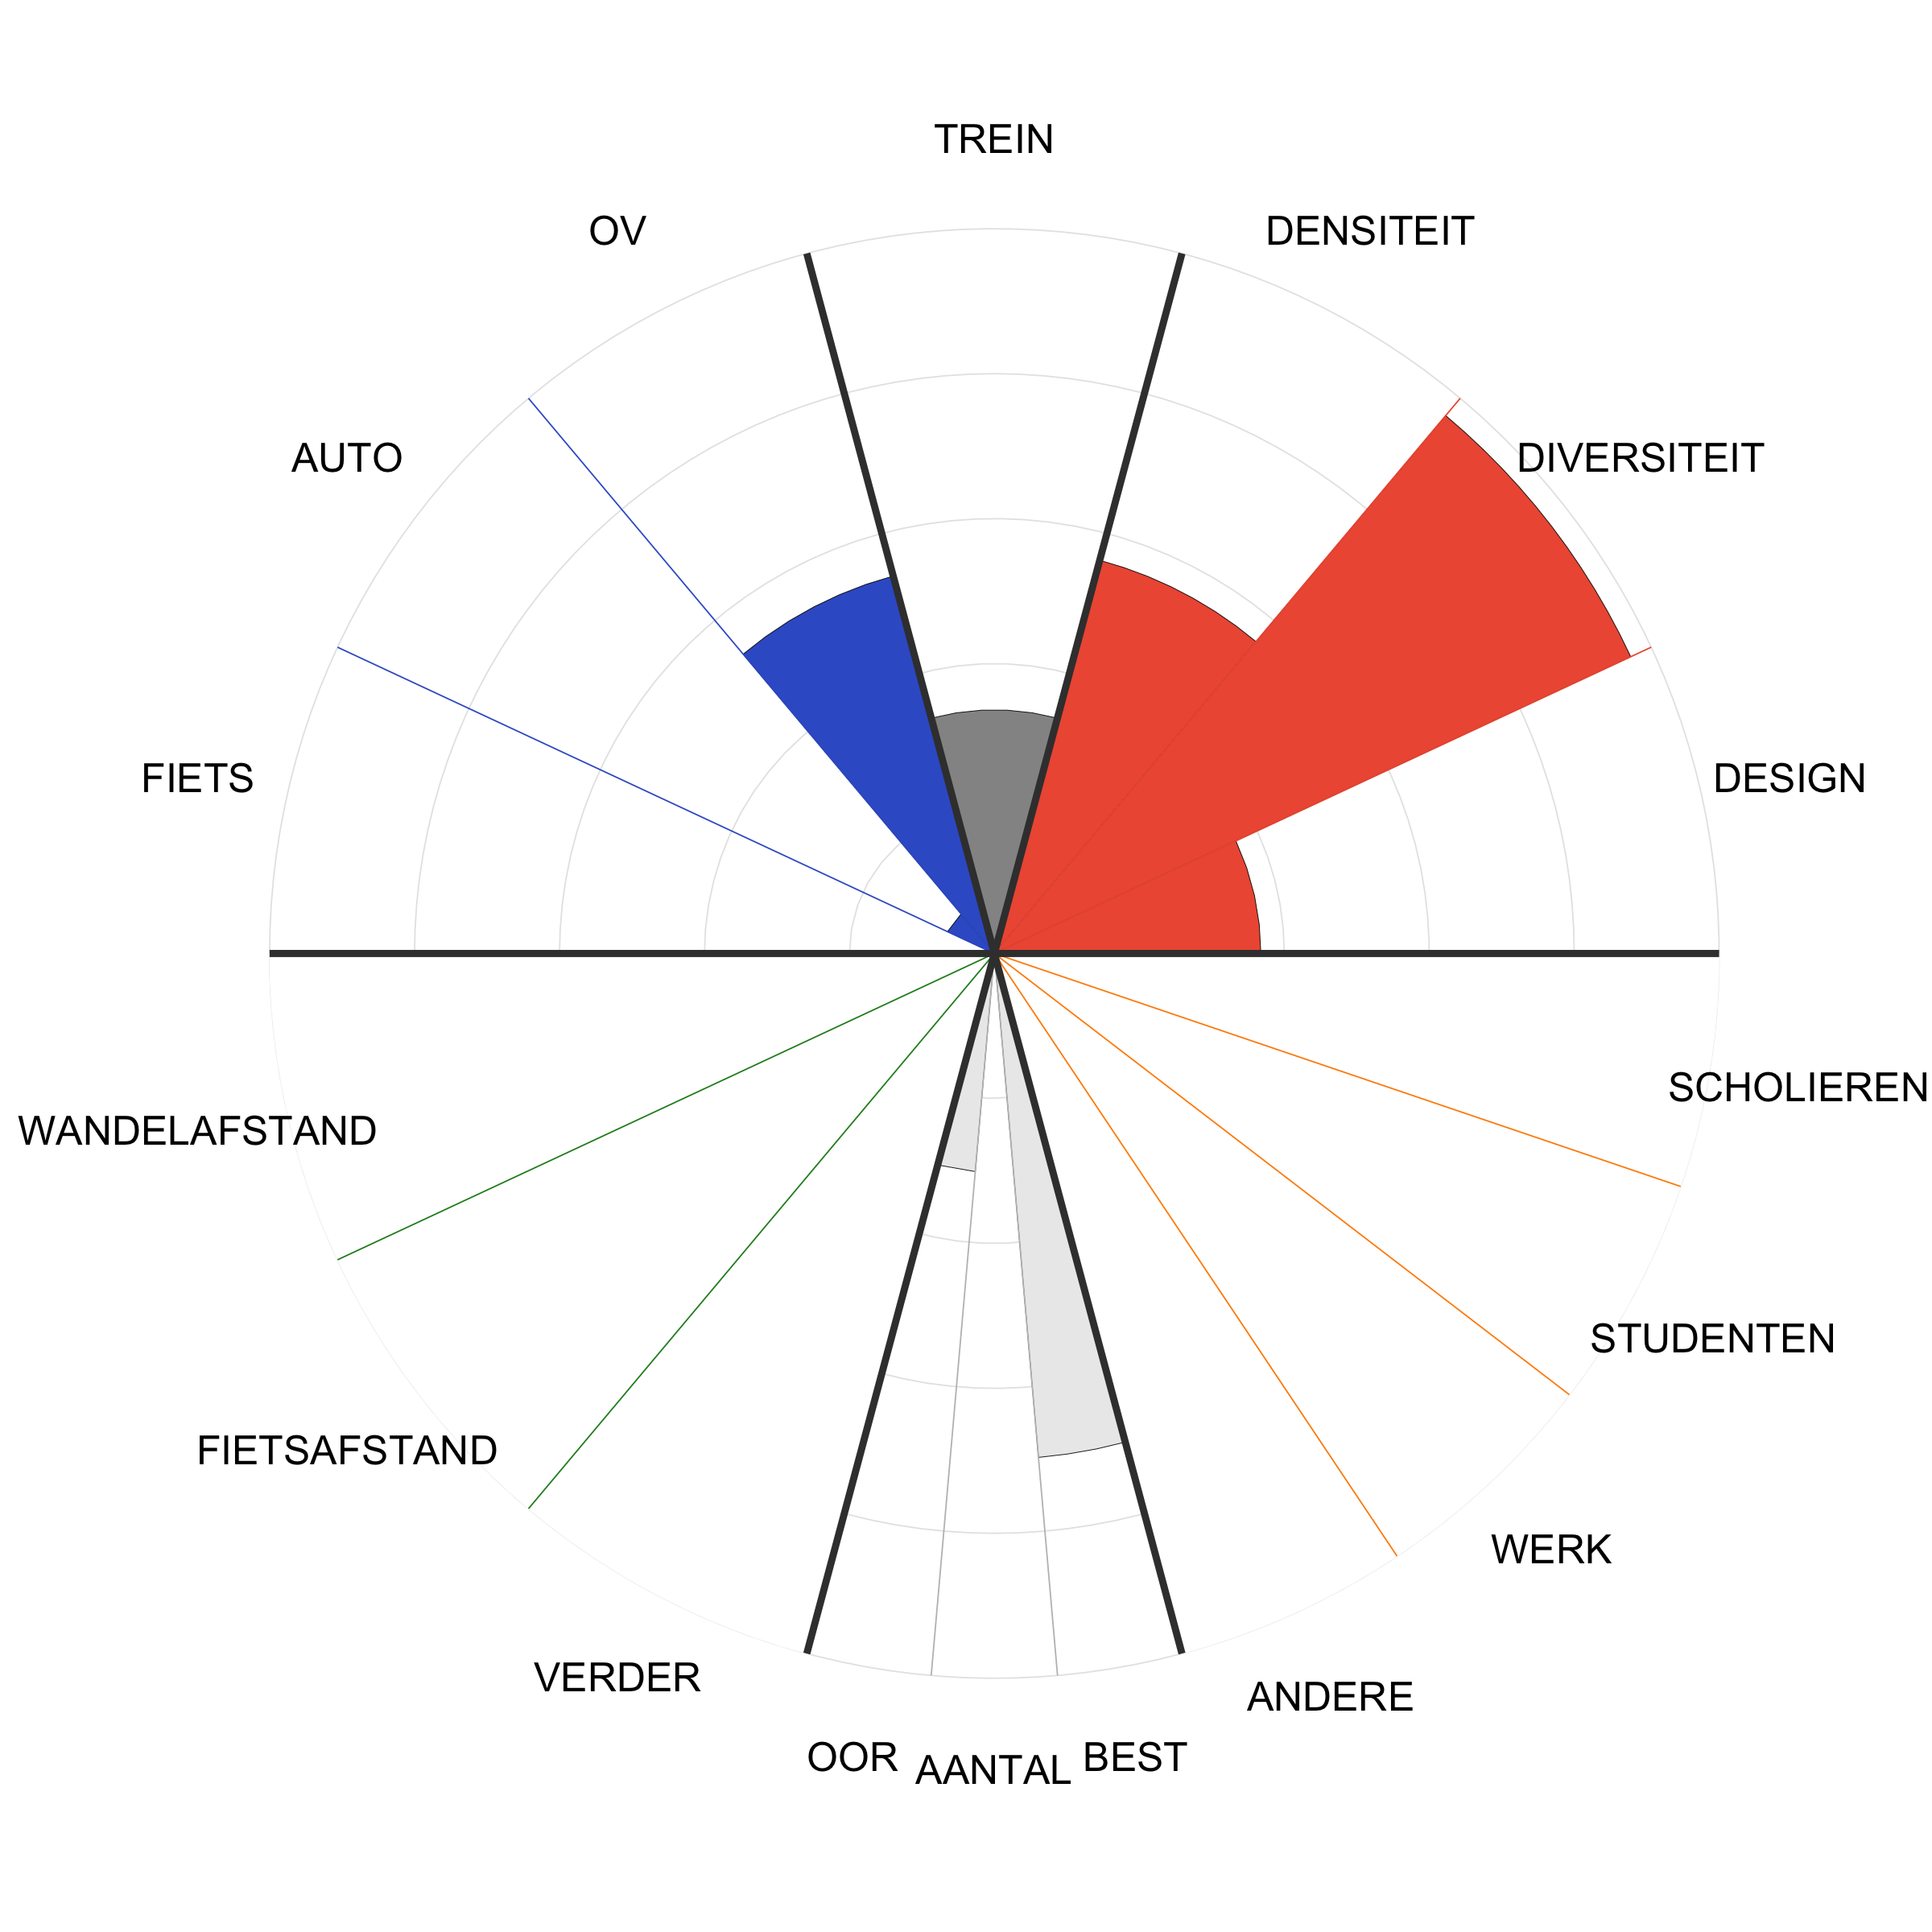 TREIN
OV
DENSITEIT
AUTO
DIVERSITEIT
FIETS
DESIGN
SCHOLIEREN
WANDELAFSTAND
STUDENTEN
FIETSAFSTAND
WERK
VERDER
ANDERE
OOR
AANTAL
BEST